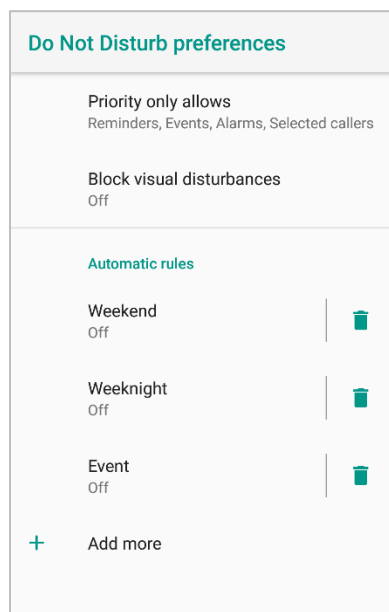 Do Not Disturb preferences
Priority only allows
Reminders, Events, Alarms, Selected callers
Block visual disturbances
Off
Automatic rules
Weekend
Off
Weeknight
Off
Event
Off
Add more